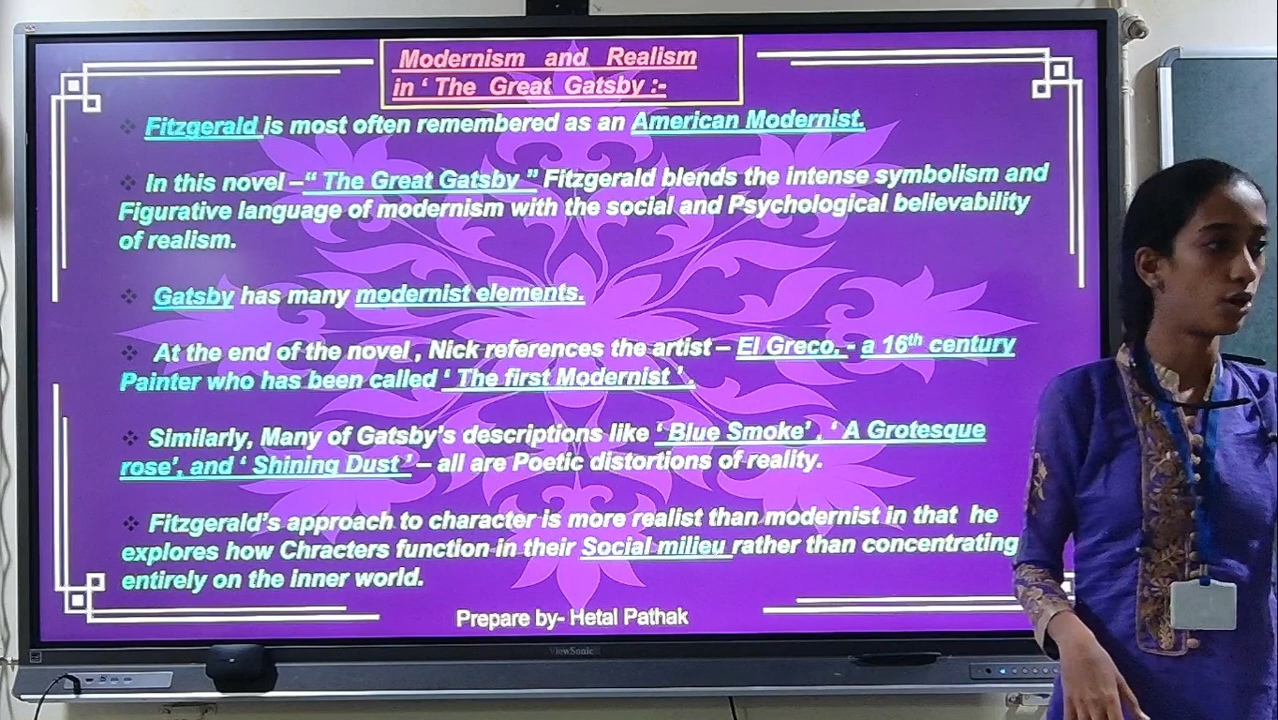 Modernism and Realism
in ‘ The Great Gatsby :-
❖ Fitzgerald is most often remembered as an American Modernist.
❖ In this novel –“ The Great Gatsby ” Fitzgerald blends the intense symbolism and
Figurative language of modernism with the social and Psychological believability
of realism.
❖ Gatsby has many modernist elements.
❖ At the end of the novel , Nick references the artist – El Greco. - a 16th century
Painter who has been called ‘ The first Modernist ’.
❖ Similarly, Many of Gatsby’s descriptions like ‘ Blue Smoke’ , ‘ A Grotesque
rose’. and ‘ Shining Dust ’ – all are Poetic distortions of reality.
❖ Fitzgerald’s approach to character is more realist than modernist in that he
explores how Chracters function in their Social milieu rather than concentrating
entirely on the inner world.
Prepare by- Hetal Pathak
ViewSonic